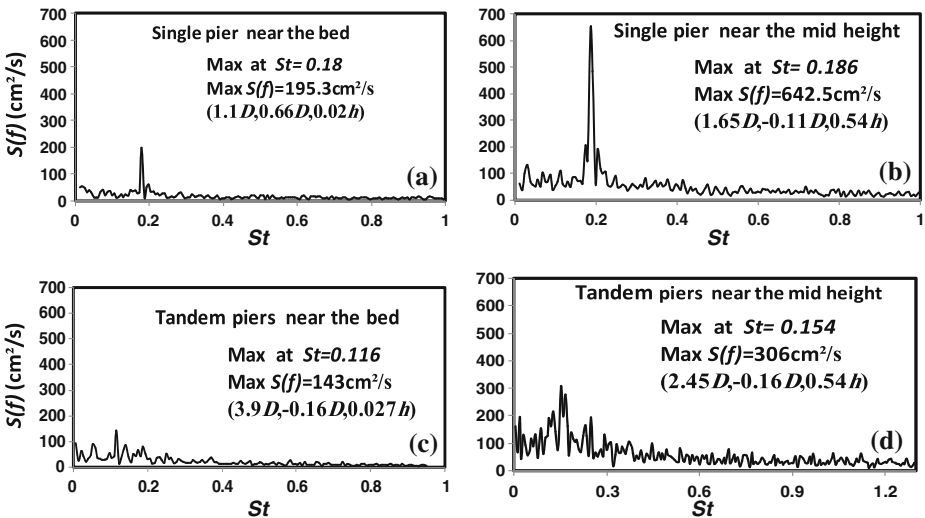 700
600
500
400
300
200
100
0
S(f) (cm²/s)
Single pier near the bed
Max at St= 0.18
Max S(f)=195.3cm²/s
(1.1D,0.66D,0.02h)
(a)
0 0.2 0.4 0.6 0.8 1
St
700
600
500
400
300
200
100
0
Single pier near the mid height
Max at St= 0.186
Max S(f)=642.5cm²/s
(1.65D,-0.11D,0.54h)
(b)
0 0.2 0.4 0.6 0.8 1
St
700
600
500
400
300
200
100
0
S(f) (cm²/s)
Tandem piers near the bed
Max at St=0.116
Max S(f)=143cm²/s
(3.9D,-0.16D,0.027h)
(c)
0 0.2 0.4 0.6 0.8 1
St
700
600
500
400
300
200
100
0
Tandem piers near the mid height
Max at St= 0.154
Max S(f)=306cm²/s
(2.45D,-0.16D,0.54h)
(d)
0 0.3 0.6 0.9 1.2
St